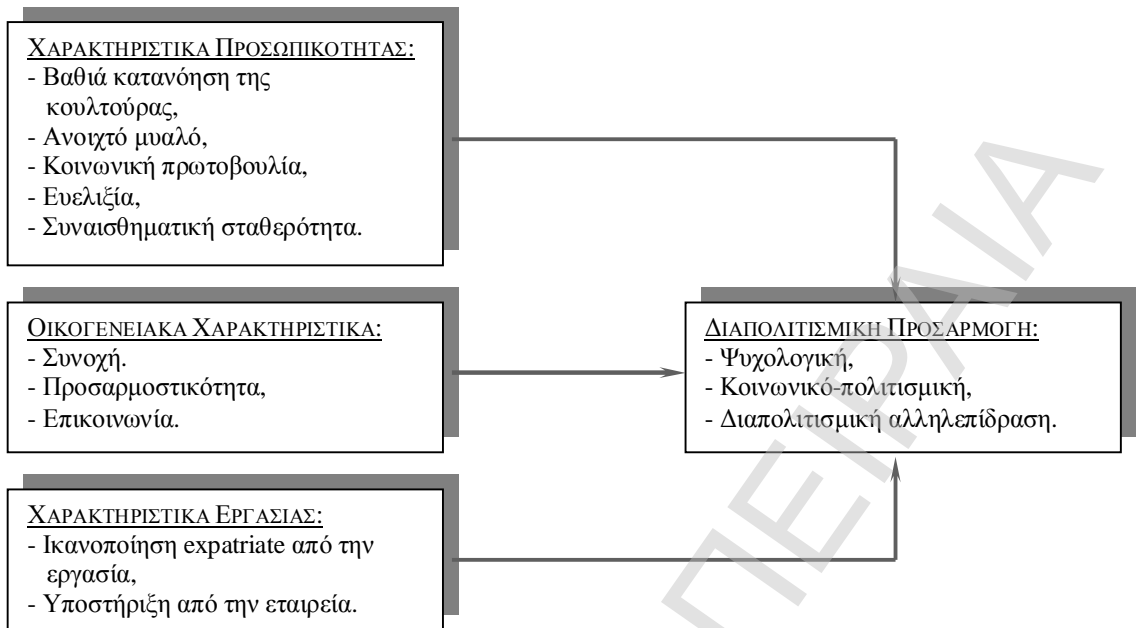 ΧΑΡΑΚΤΗΡΙΣΤΙΚΑ ΠΡΟΣΩΠΙΚΟΤΗΤΑΣ:
- Βαθιά κατανόηση της
κουλτούρας,
- Ανοιχτό μυαλό,
- Κοινωνική πρωτοβουλία,
- Ευελιξία,
- Συναισθηματική σταθερότητα.
ΟΙΚΟΓΕΝΕΙΑΚΑ ΧΑΡΑΚΤΗΡΙΣΤΙΚΑ:
- Συνοχή.
- Προσαρμοστικότητα,
- Επικοινωνία.
ΧΑΡΑΚΤΗΡΙΣΤΙΚΑ ΕΡΓΑΣΙΑΣ:
- Ικανοποίηση expatriate από την
εργασία,
- Υποστήριξη από την εταιρεία.
ΔΙΑΠΟΛΙΤΙΣΜΙΚΗ ΠΡΟΣΑΡΜΟΓΗ:
- Ψυχολογική,
- Κοινωνικό-πολιτισμική,
- Διαπολιτισμική αλληλεπίδραση.
ΠΕΙΡΑΙΑ